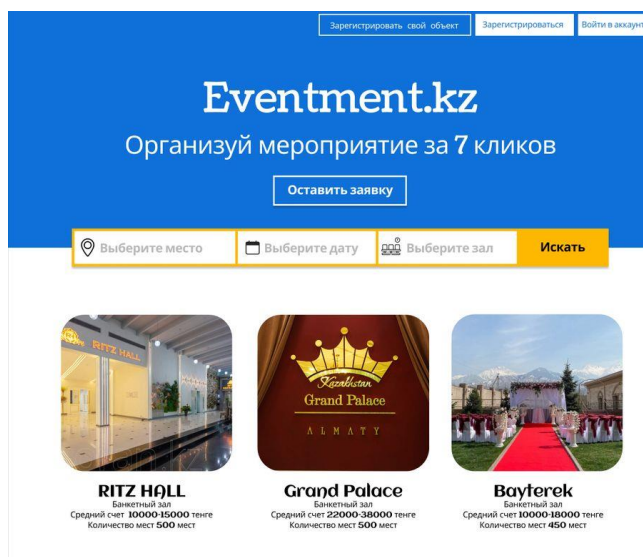 Зарегистрировать свой объект
Зарегистрироваться
Войти в аккаунт
Eventment.kz
Организуй мероприятие за 7 кликов
Оставить заявку
Выберите место
Выберите дату
Выберите зал
Искать
RITZ HALL
Kazakhstan
Grand Palace
ALMATY
RITZ HALL
Банкетный зал
Средний счет 10000-15000 тенге
Количество мест 500 мест
Grand Palace
Банкетный зал
Средний счет 22000-38000 тенге
Количество мест 500 мест
Bayterek
Банкетный зал
Средний счет 10000-18000 тенге
Количество мест 450 мест